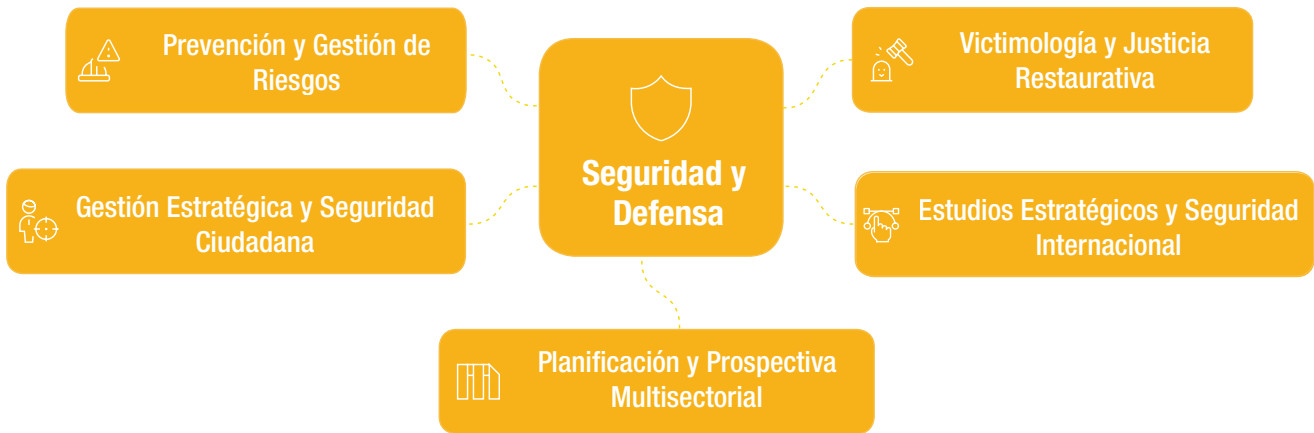 Prevención y Gestión de
Riesgos
Victimología y Justicia
Restaurativa
Seguridad y
Defensa
Gestión Estratégica y Seguridad
Ciudadana
Estudios Estratégicos y Seguridad
Internacional
Planificación y Prospectiva
Multisectorial